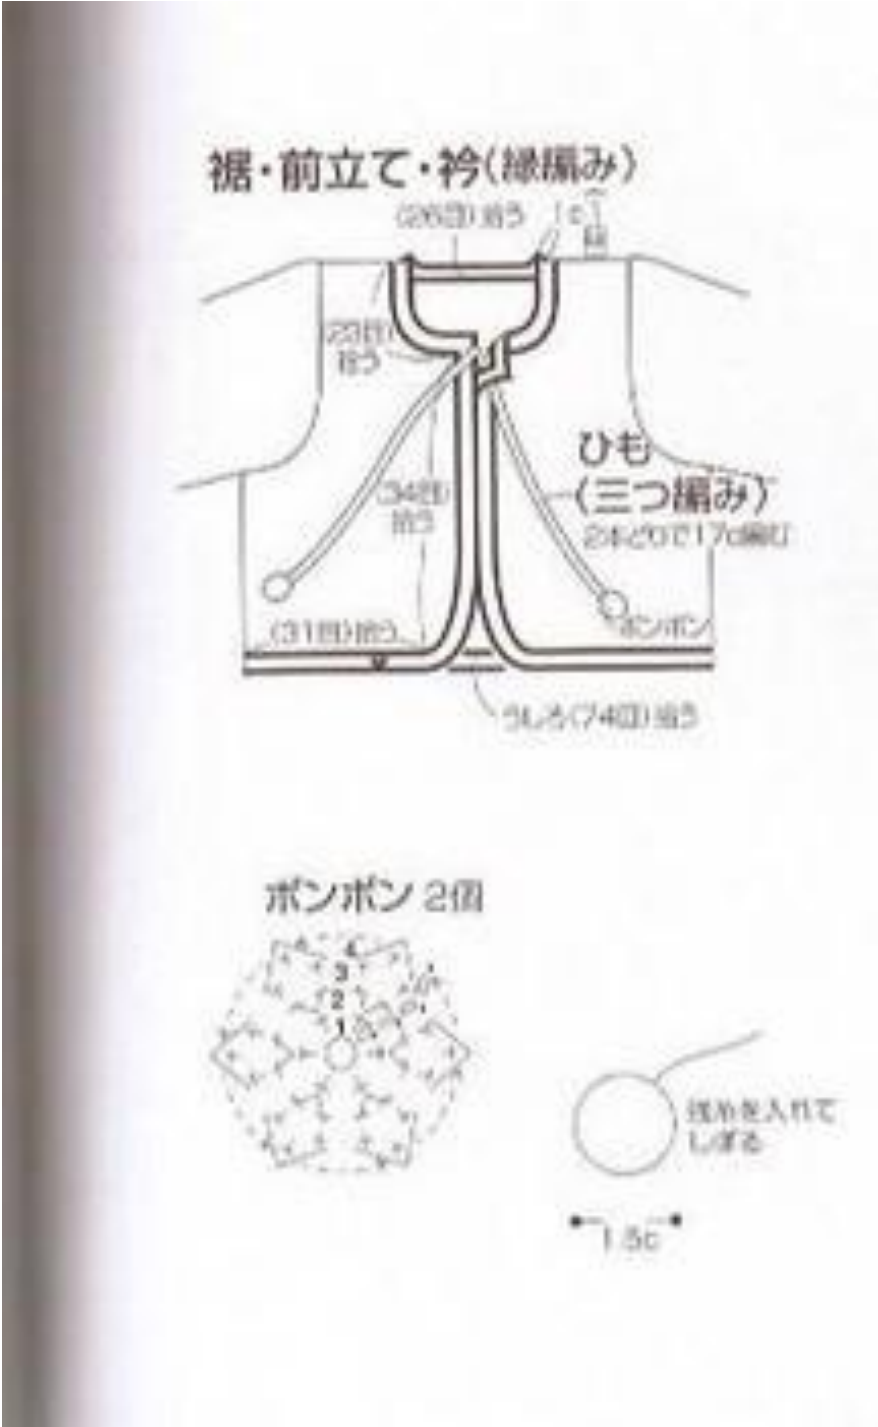 裾・前立て・衿(縁編み)
(26目)拾う
(23目)
拾う
ひも
(三つ編み)
2本どりで17c編む
(34目)
拾う
(31目)拾う
ポンポン
うしろ(74目)拾う
ポンポン 2個
4
3
2
1
残糸を入れて
しぼる
1.5c